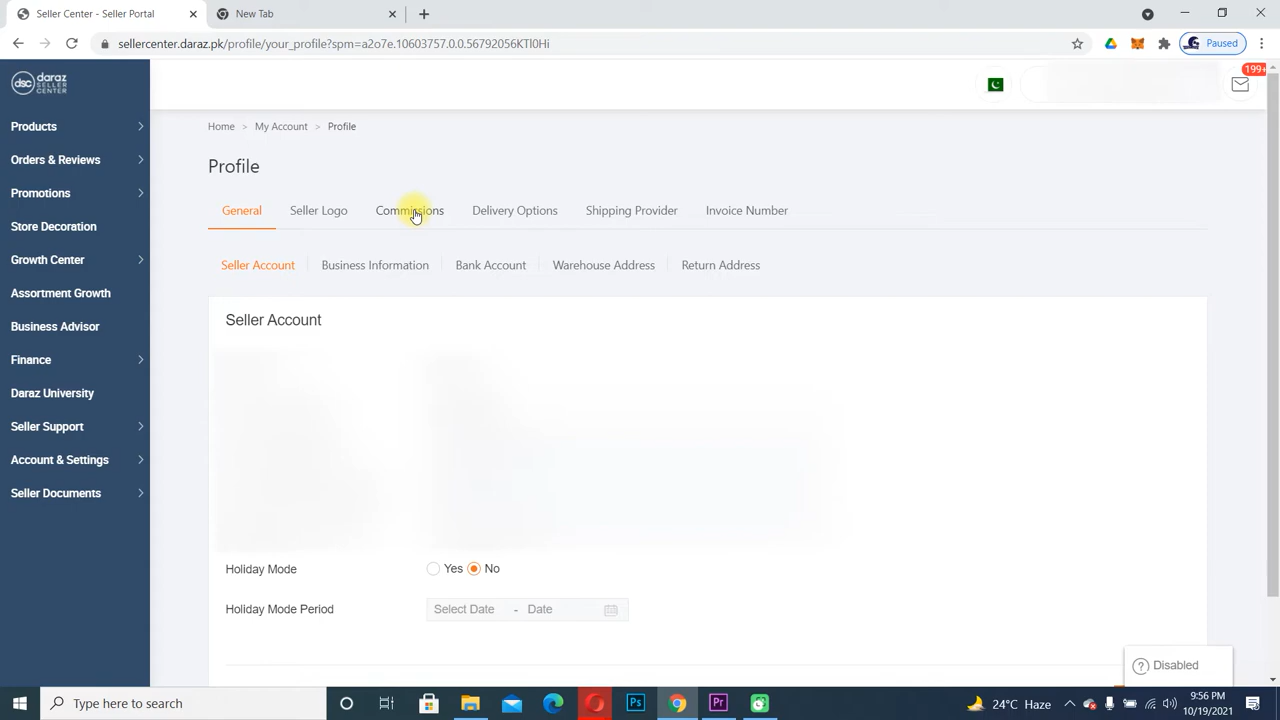 Seller Center - Seller Portal
New Tab
sellercenter.daraz.pk/profile/your_profile?spm=a2o7e.10603757.0.0.56792056KTl0Hi
Paused
dsc daraz SELLER CENTER
199+
Products
Orders & Reviews
Promotions
Store Decoration
Growth Center
Assortment Growth
Business Advisor
Finance
Daraz University
Seller Support
Account & Settings
Seller Documents
Home > My Account > Profile
Profile
General Seller Logo Commissions Delivery Options Shipping Provider Invoice Number
Seller Account Business Information Bank Account Warehouse Address Return Address
Seller Account
Holiday Mode Yes No
Holiday Mode Period Select Date - Date
Disabled
Type here to search
Ps
Pr
24°C Haze
9:56 PM
10/19/2021